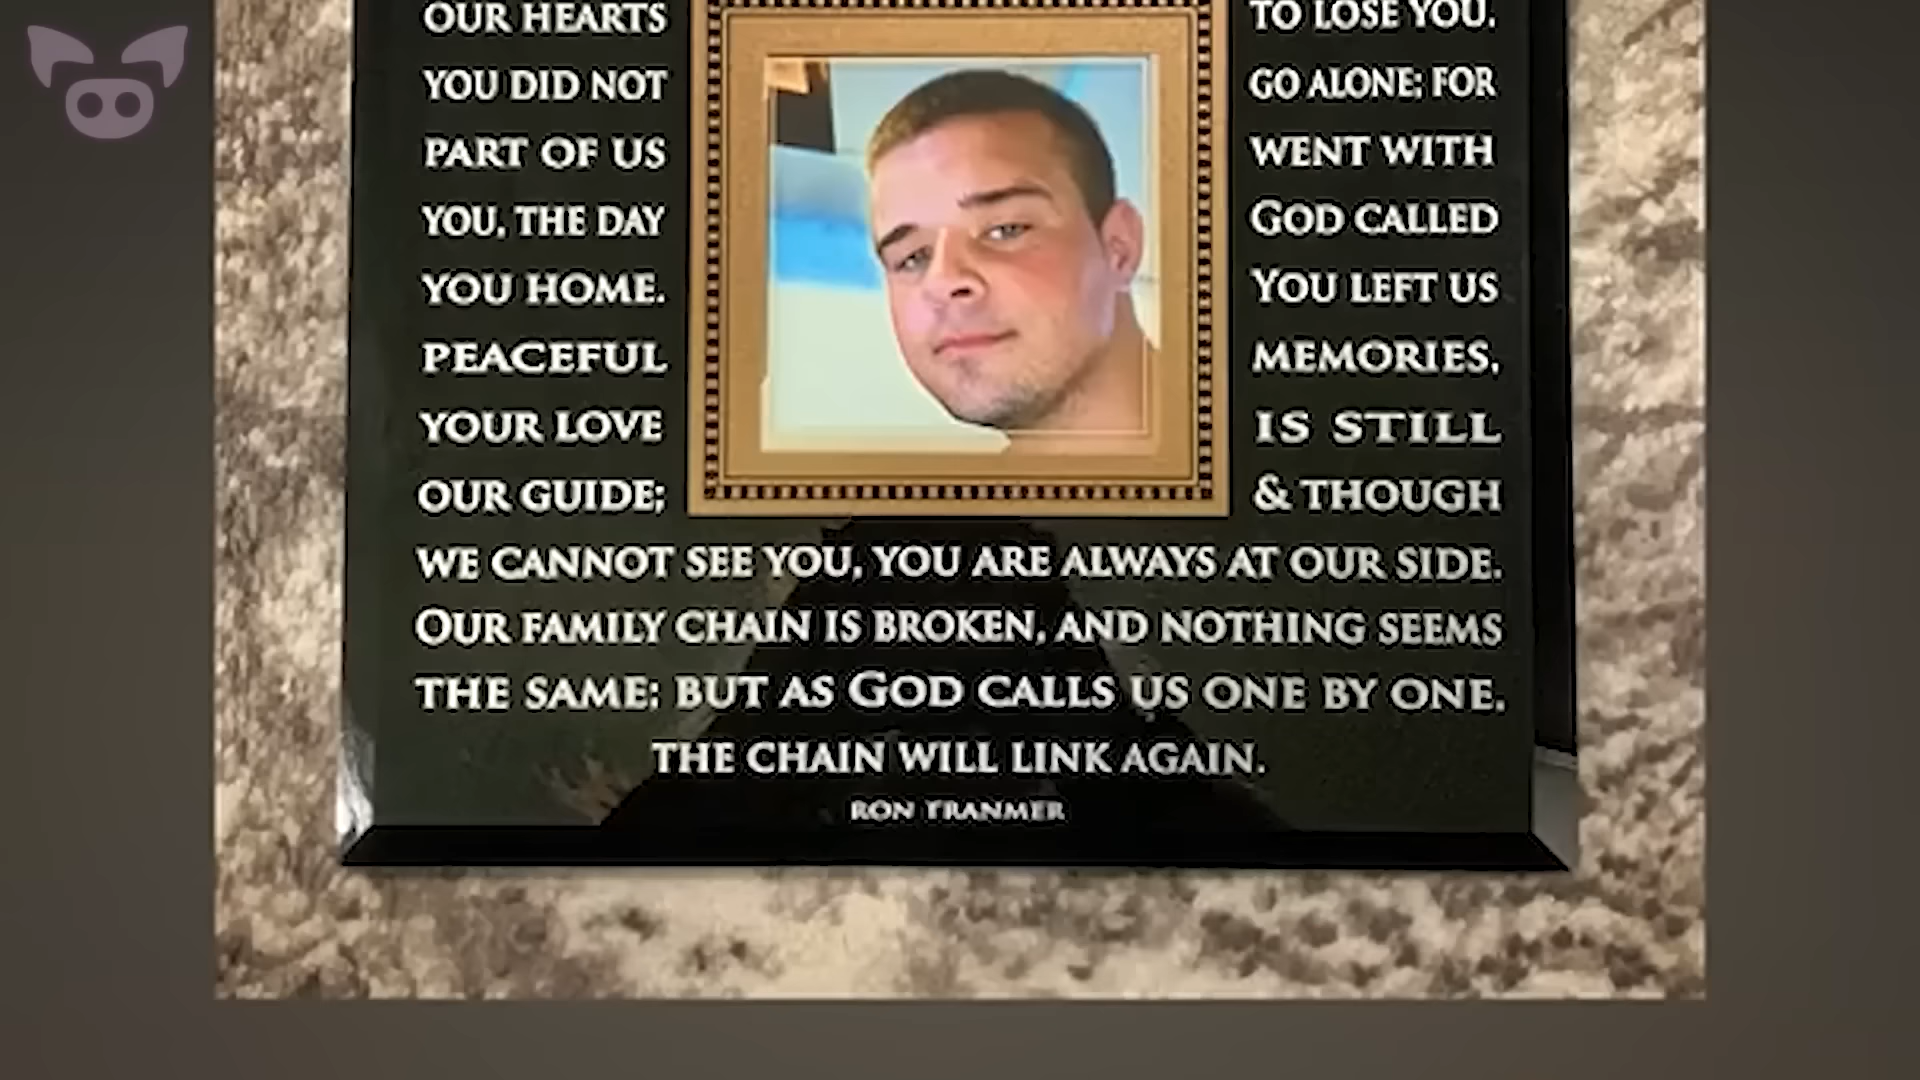 OUR HEARTS TO LOSE YOU.
YOU DID NOT GO ALONE; FOR
PART OF US WENT WITH
YOU, THE DAY GOD CALLED
YOU HOME. YOU LEFT US
PEACEFUL MEMORIES,
YOUR LOVE IS STILL
OUR GUIDE; & THOUGH
WE CANNOT SEE YOU, YOU ARE ALWAYS AT OUR SIDE.
OUR FAMILY CHAIN IS BROKEN, AND NOTHING SEEMS
THE SAME; BUT AS GOD CALLS US ONE BY ONE,
THE CHAIN WILL LINK AGAIN.
RON TRANMER